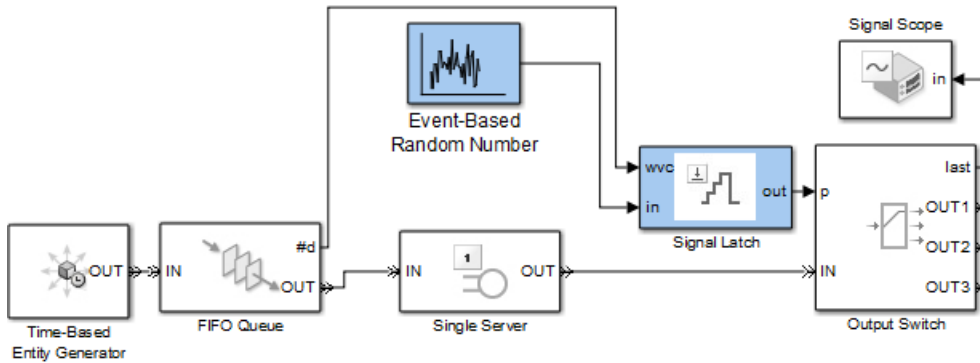 Signal Scope
in
Event-Based
Random Number
wvc
in
out
Signal Latch
p
last
OUT1
OUT2
OUT3
IN
Output Switch
OUT
Time-Based
Entity Generator
IN
#d
OUT
FIFO Queue
IN
1
OUT
Single Server